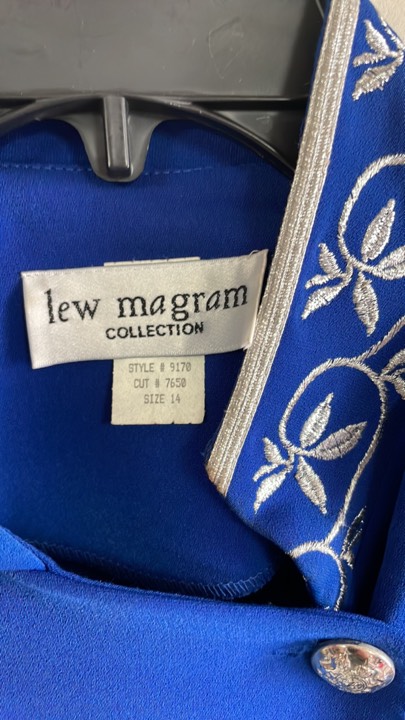 lew magram
COLLECTION
STYLE # 9170
CUT # 7650
SIZE 14